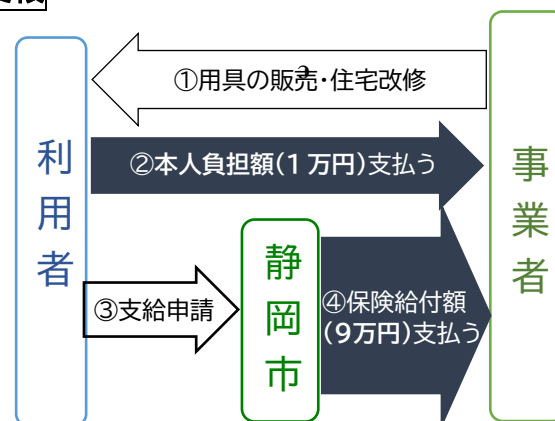 ①用具の販売・住宅改修
利用者
②本人負担額(1万円)支払う
事業者
静岡市
③支給申請
④保険給付額
(9万円)支払う